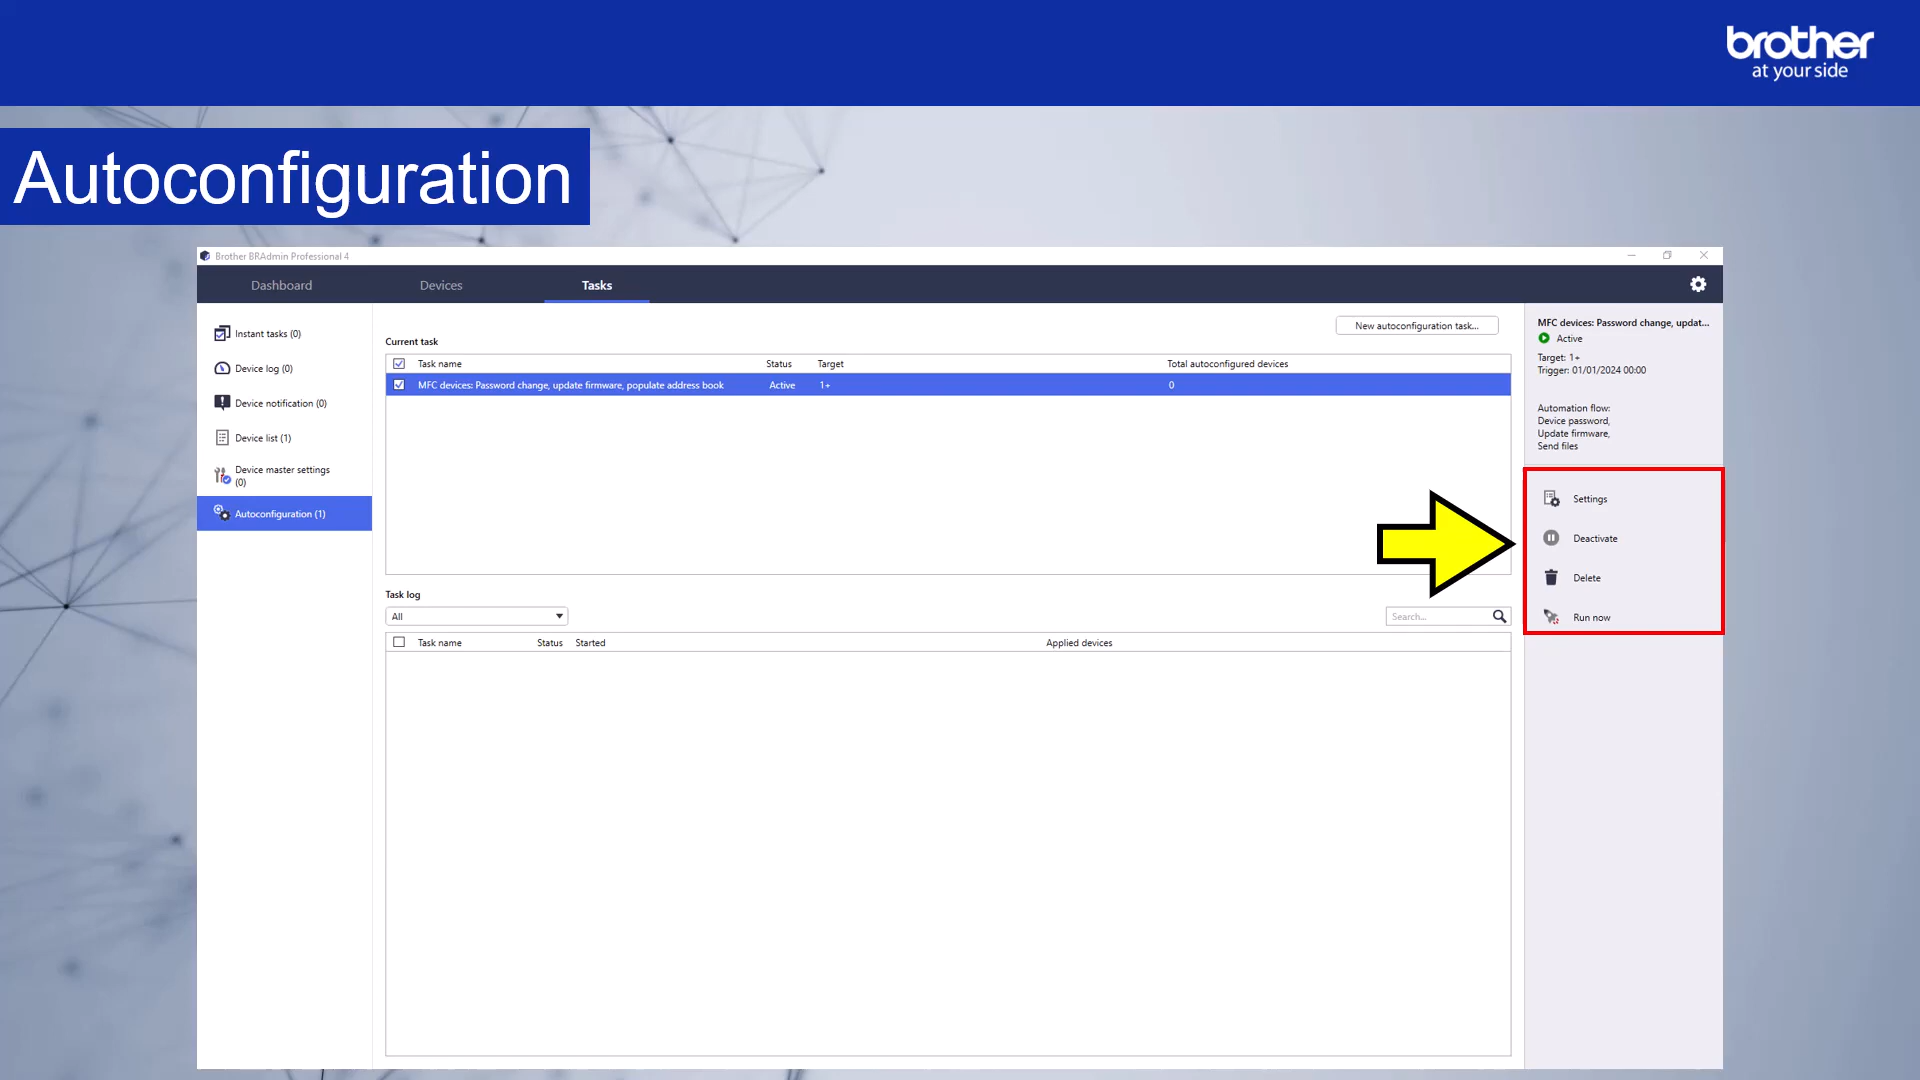 brother
at your side
Autoconfiguration
Brother BRAdmin Professional 4
Dashboard
Devices
Tasks
Instant tasks (0)
Device log (0)
Device notification (0)
Device list (1)
Device master settings
(0)
Autoconfiguration (1)
New autoconfiguration task...
Current task
Task name Status Target Total autoconfigured devices
MFC devices: Password change, update firmware, populate address book Active 1+ 0
Task log
All
Search...
Task name Status Started Applied devices
MFC devices: Password change, updat...
Active
Target: 1+
Trigger: 01/01/2024 00:00
Automation flow:
Device password,
Update firmware,
Send files
Settings
Deactivate
Delete
Run now